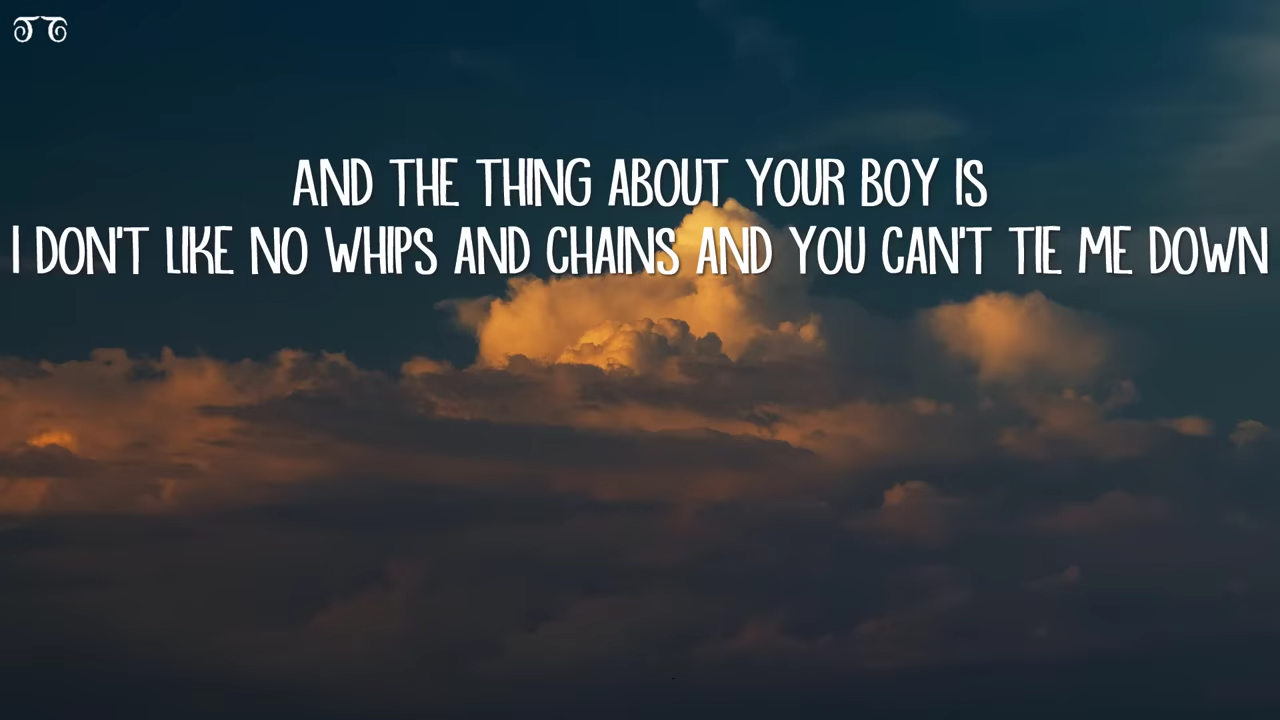 AND THE THING ABOUT YOUR BOY IS
I DON'T LIKE NO WHIPS AND CHAINS AND YOU CAN'T TIE ME DOWN